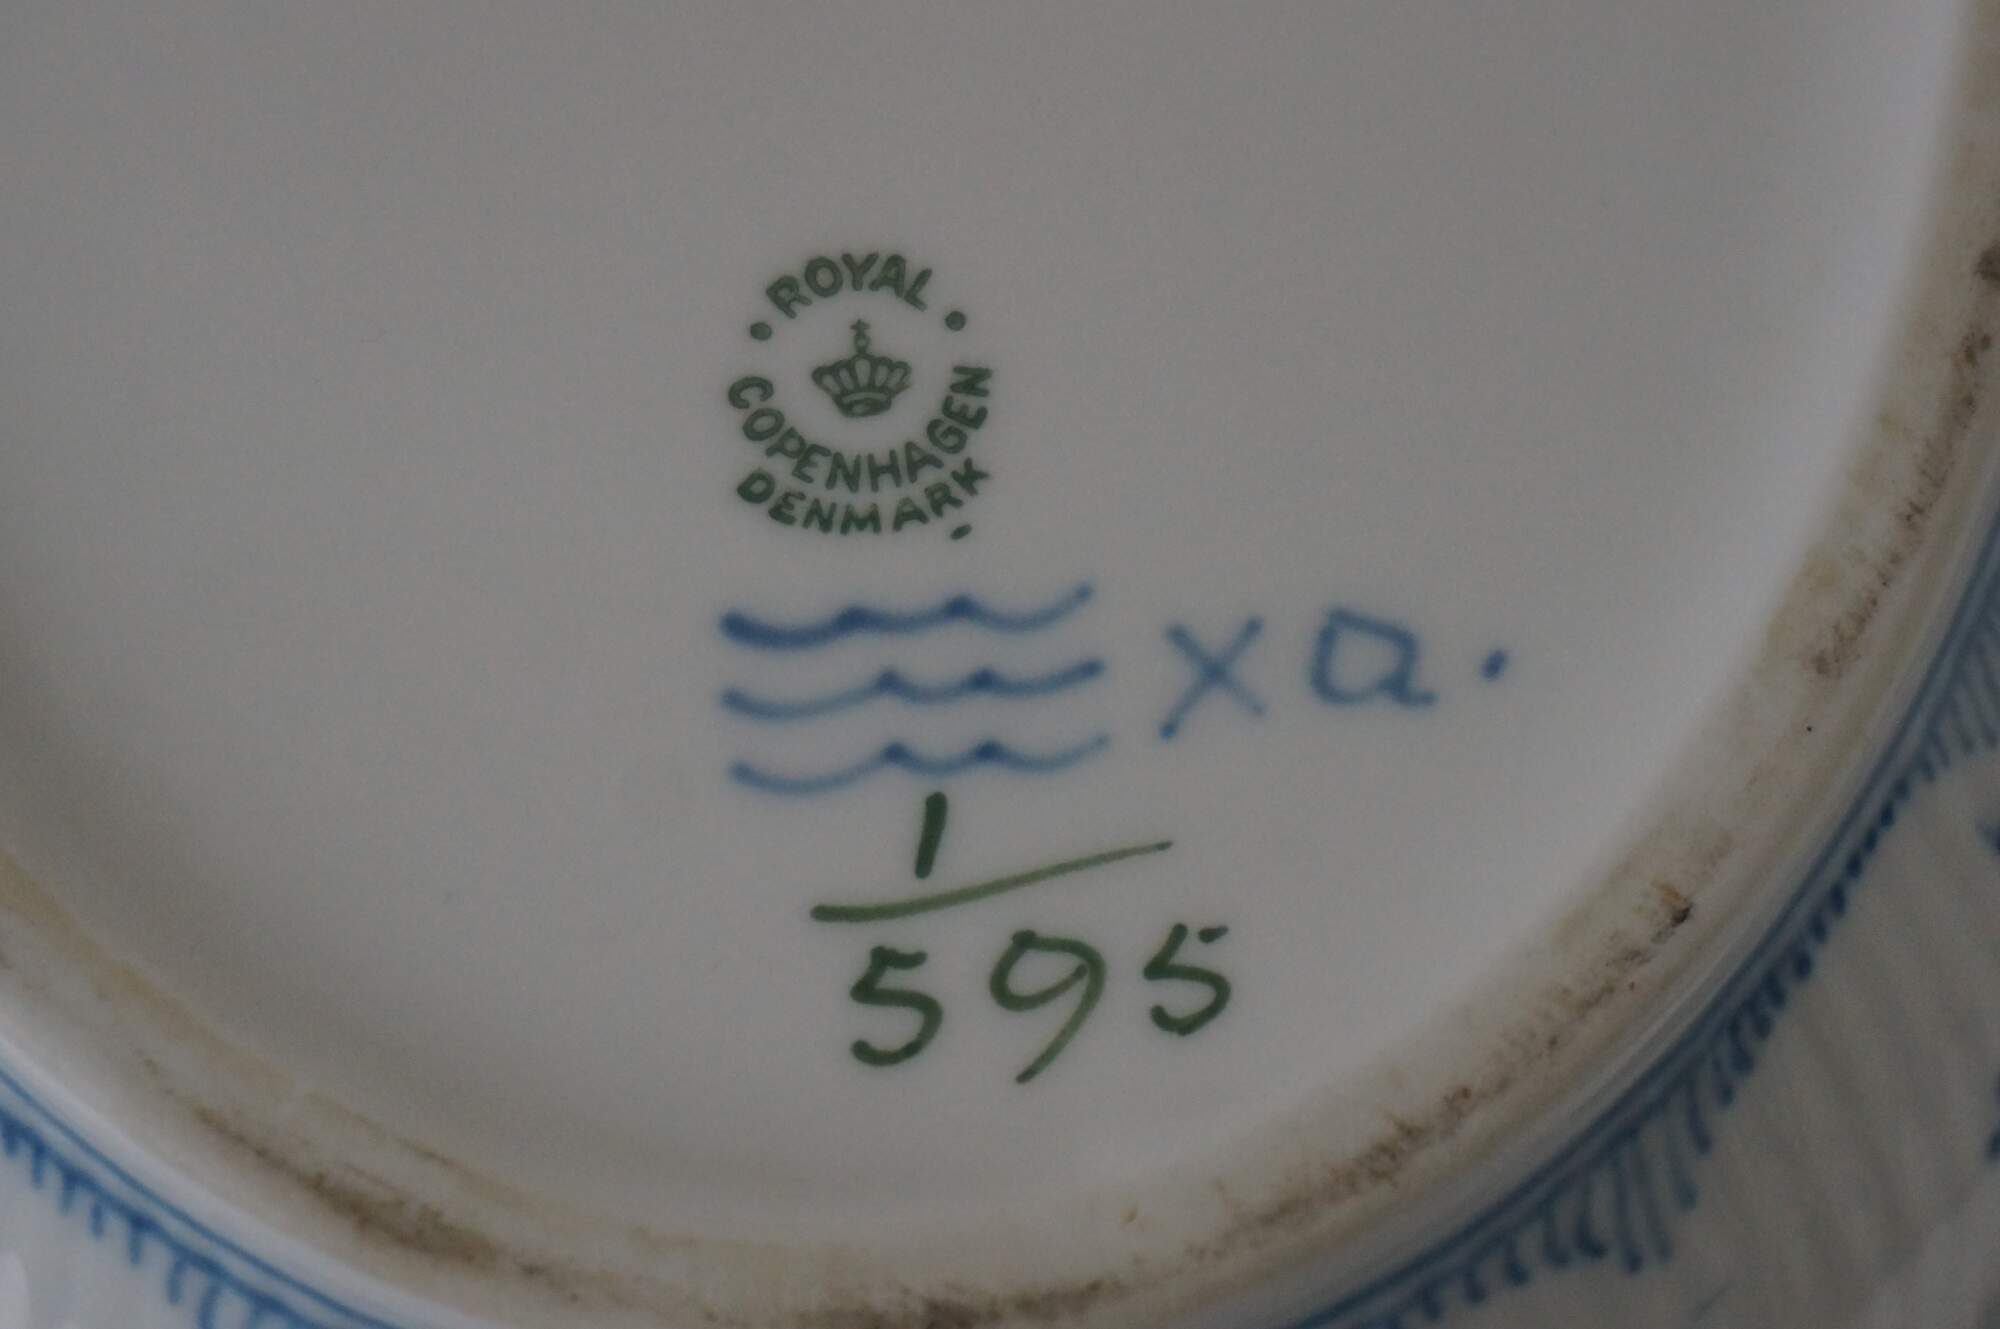 ROYAL
COPENHAGEN
DENMARK
xa.
1
595